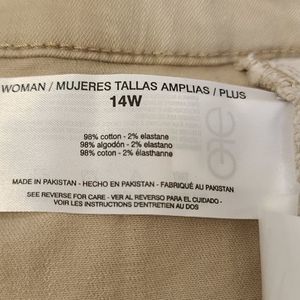 WOMAN / MUJERES TALLAS AMPLIAS / PLUS
14W
98% cotton - 2% elastane
98% algodón - 2% elastano
98% coton - 2% élasthanne
MADE IN PAKISTAN - HECHO EN PAKISTAN - FABRIQUÉ AU PAKISTAN
SEE REVERSE FOR CARE - VER AL REVERSO PARA EL CUIDADO -
VOIR LES INSTRUCTIONS D'ENTRETIEN AU DOS